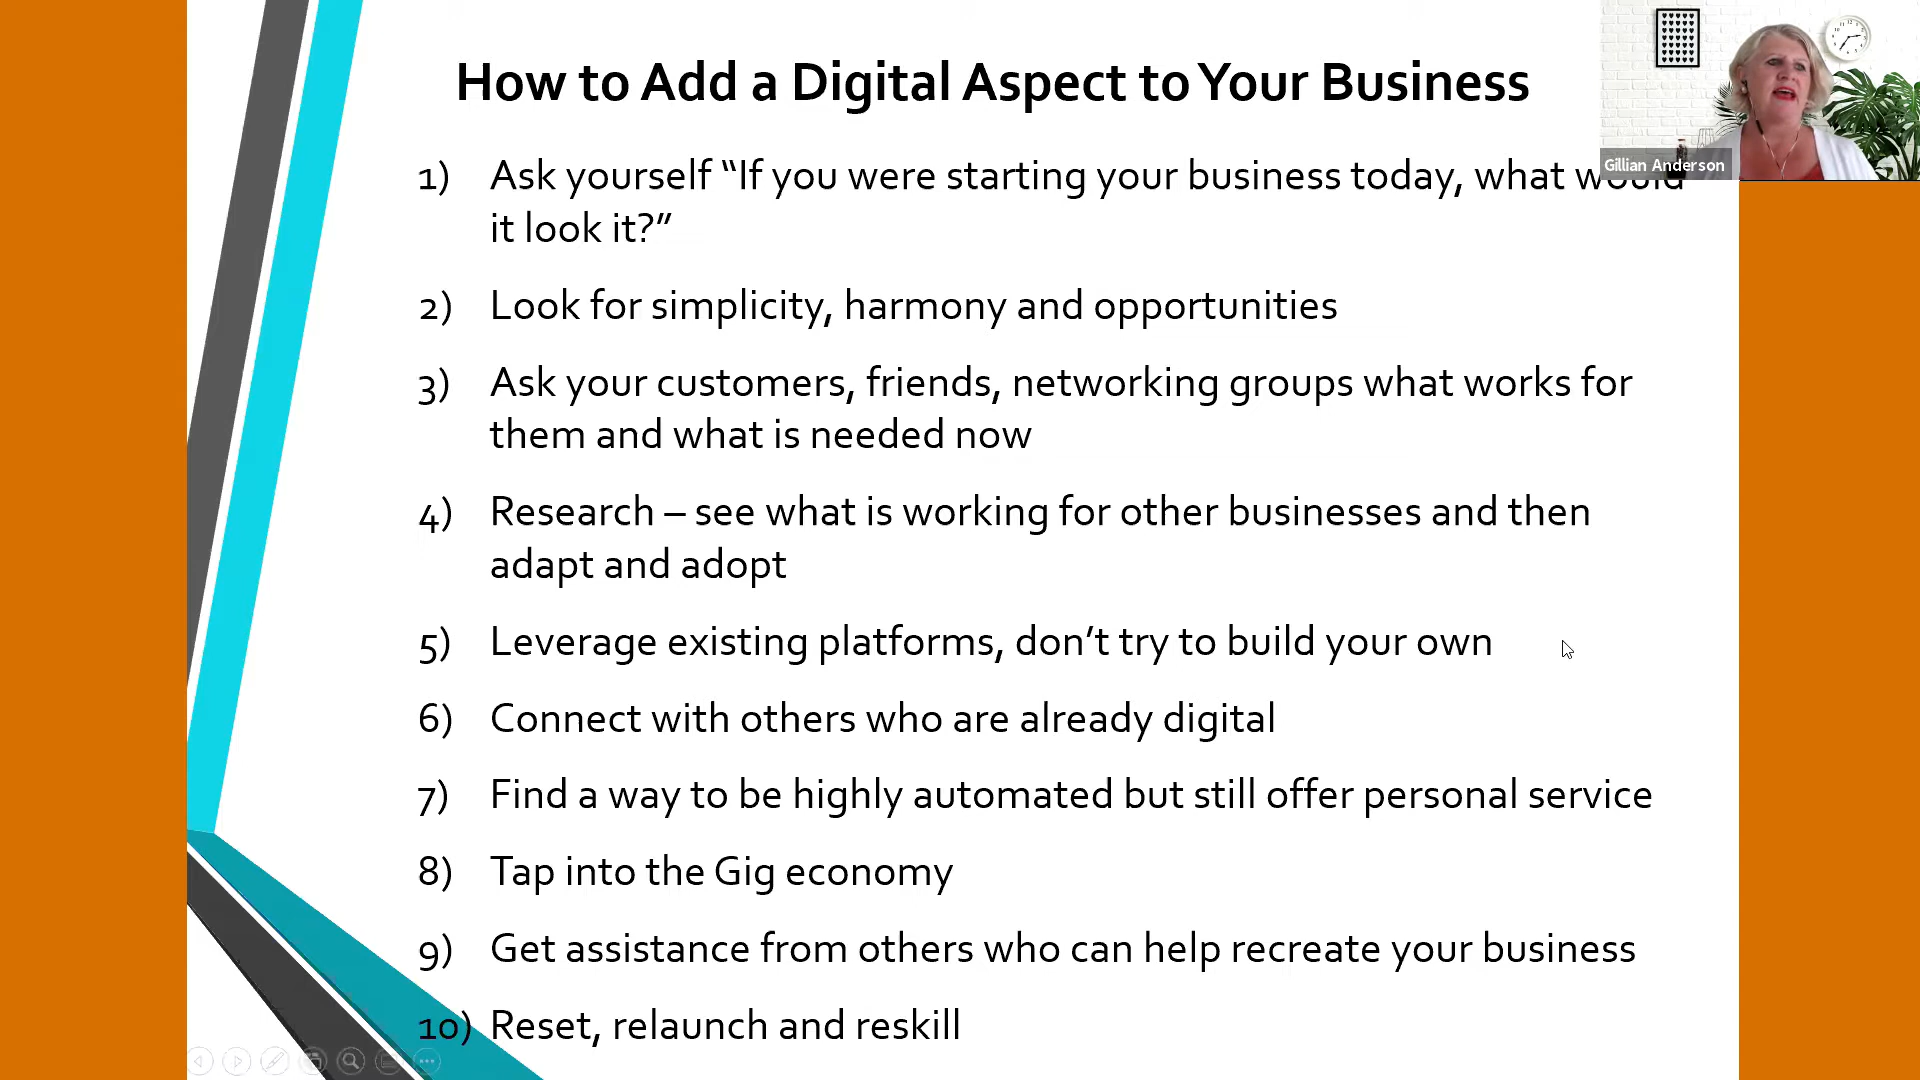 How to Add a Digital Aspect to Your Business
1) Ask yourself “If you were starting your business today, what would
it look it?”
2) Look for simplicity, harmony and opportunities
3) Ask your customers, friends, networking groups what works for
them and what is needed now
4) Research – see what is working for other businesses and then
adapt and adopt
5) Leverage existing platforms, don’t try to build your own
6) Connect with others who are already digital
7) Find a way to be highly automated but still offer personal service
8) Tap into the Gig economy
9) Get assistance from others who can help recreate your business
10) Reset, relaunch and reskill
Gillian Anderson